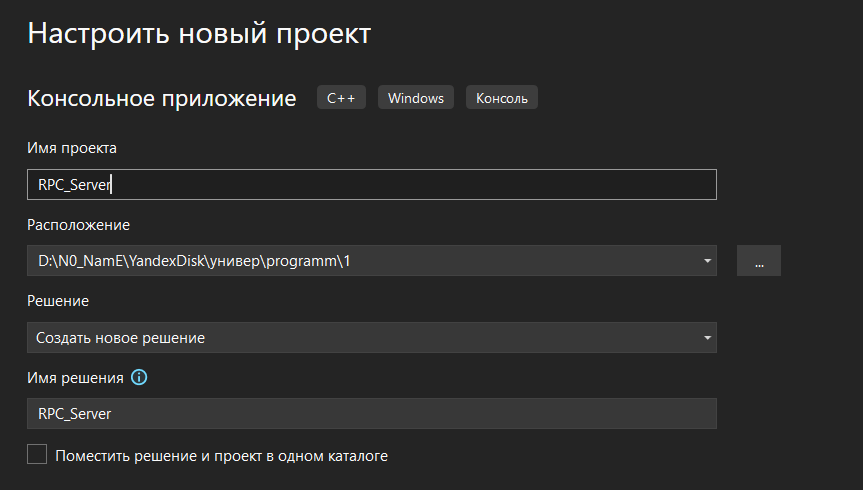 Настроить новый проект
Консольное приложение C++ Windows Консоль
Имя проекта
RPC_Server
Расположение
D:\N0_NamE\YandexDisk\универ\programm\1
...
Решение
Создать новое решение
Имя решения
RPC_Server
Поместить решение и проект в одном каталоге